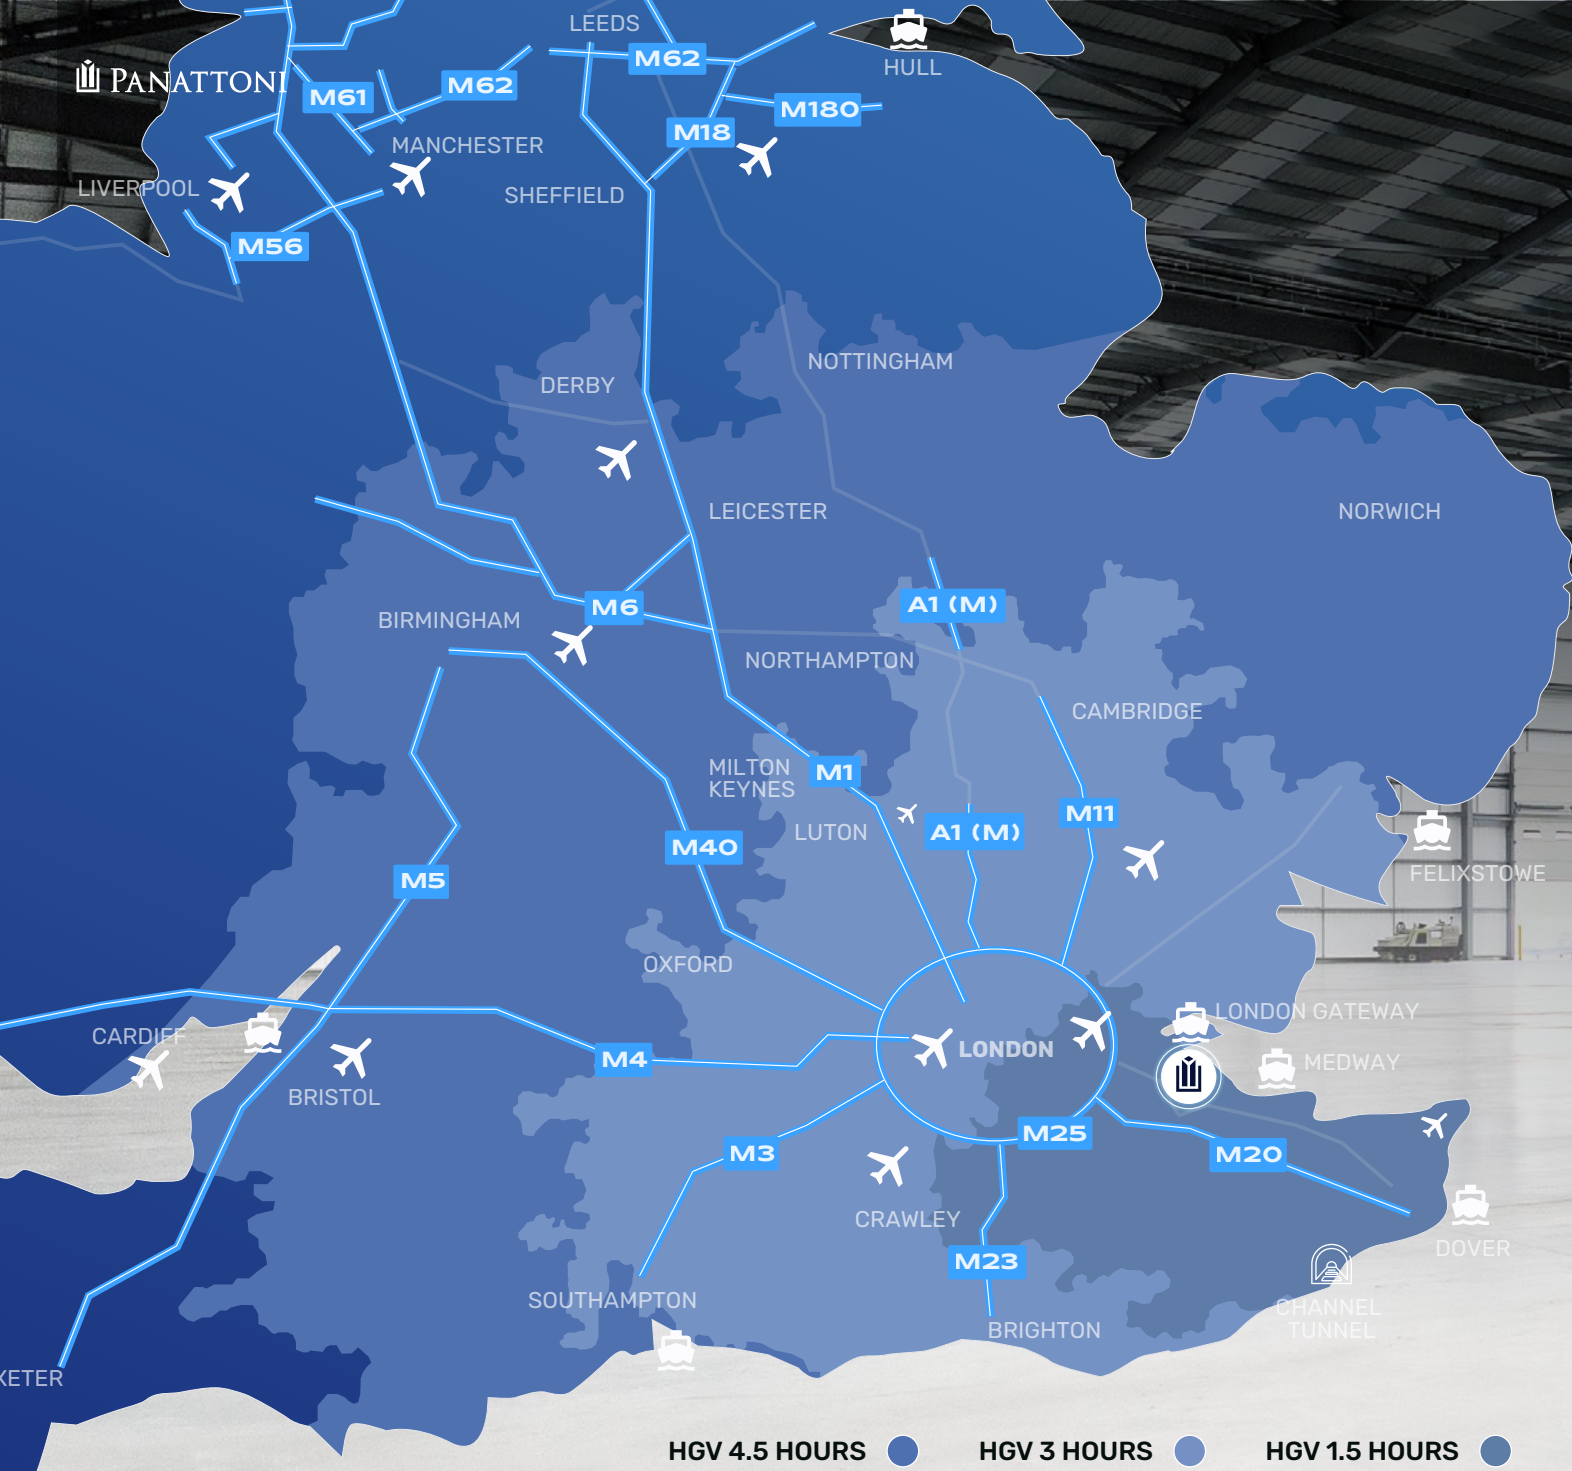 LEEDS
M62
HULL
PANATTONI
M61
M62
M180
M18
MANCHESTER
LIVERPOOL
SHEFFIELD
M56
NOTTINGHAM
DERBY
LEICESTER
NORWICH
A1 (M)
M6
BIRMINGHAM
NORTHAMPTON
CAMBRIDGE
MILTON
KEYNES
M1
M11
LUTON
A1 (M)
M40
FELIXSTOWE
M5
OXFORD
LONDON GATEWAY
CARDIFF
LONDON
M4
MEDWAY
BRISTOL
M25
M3
M20
CRAWLEY
DOVER
M23
SOUTHAMPTON
CHANNEL
TUNNEL
BRIGHTON
XETER
HGV 4.5 HOURS
HGV 3 HOURS
HGV 1.5 HOURS